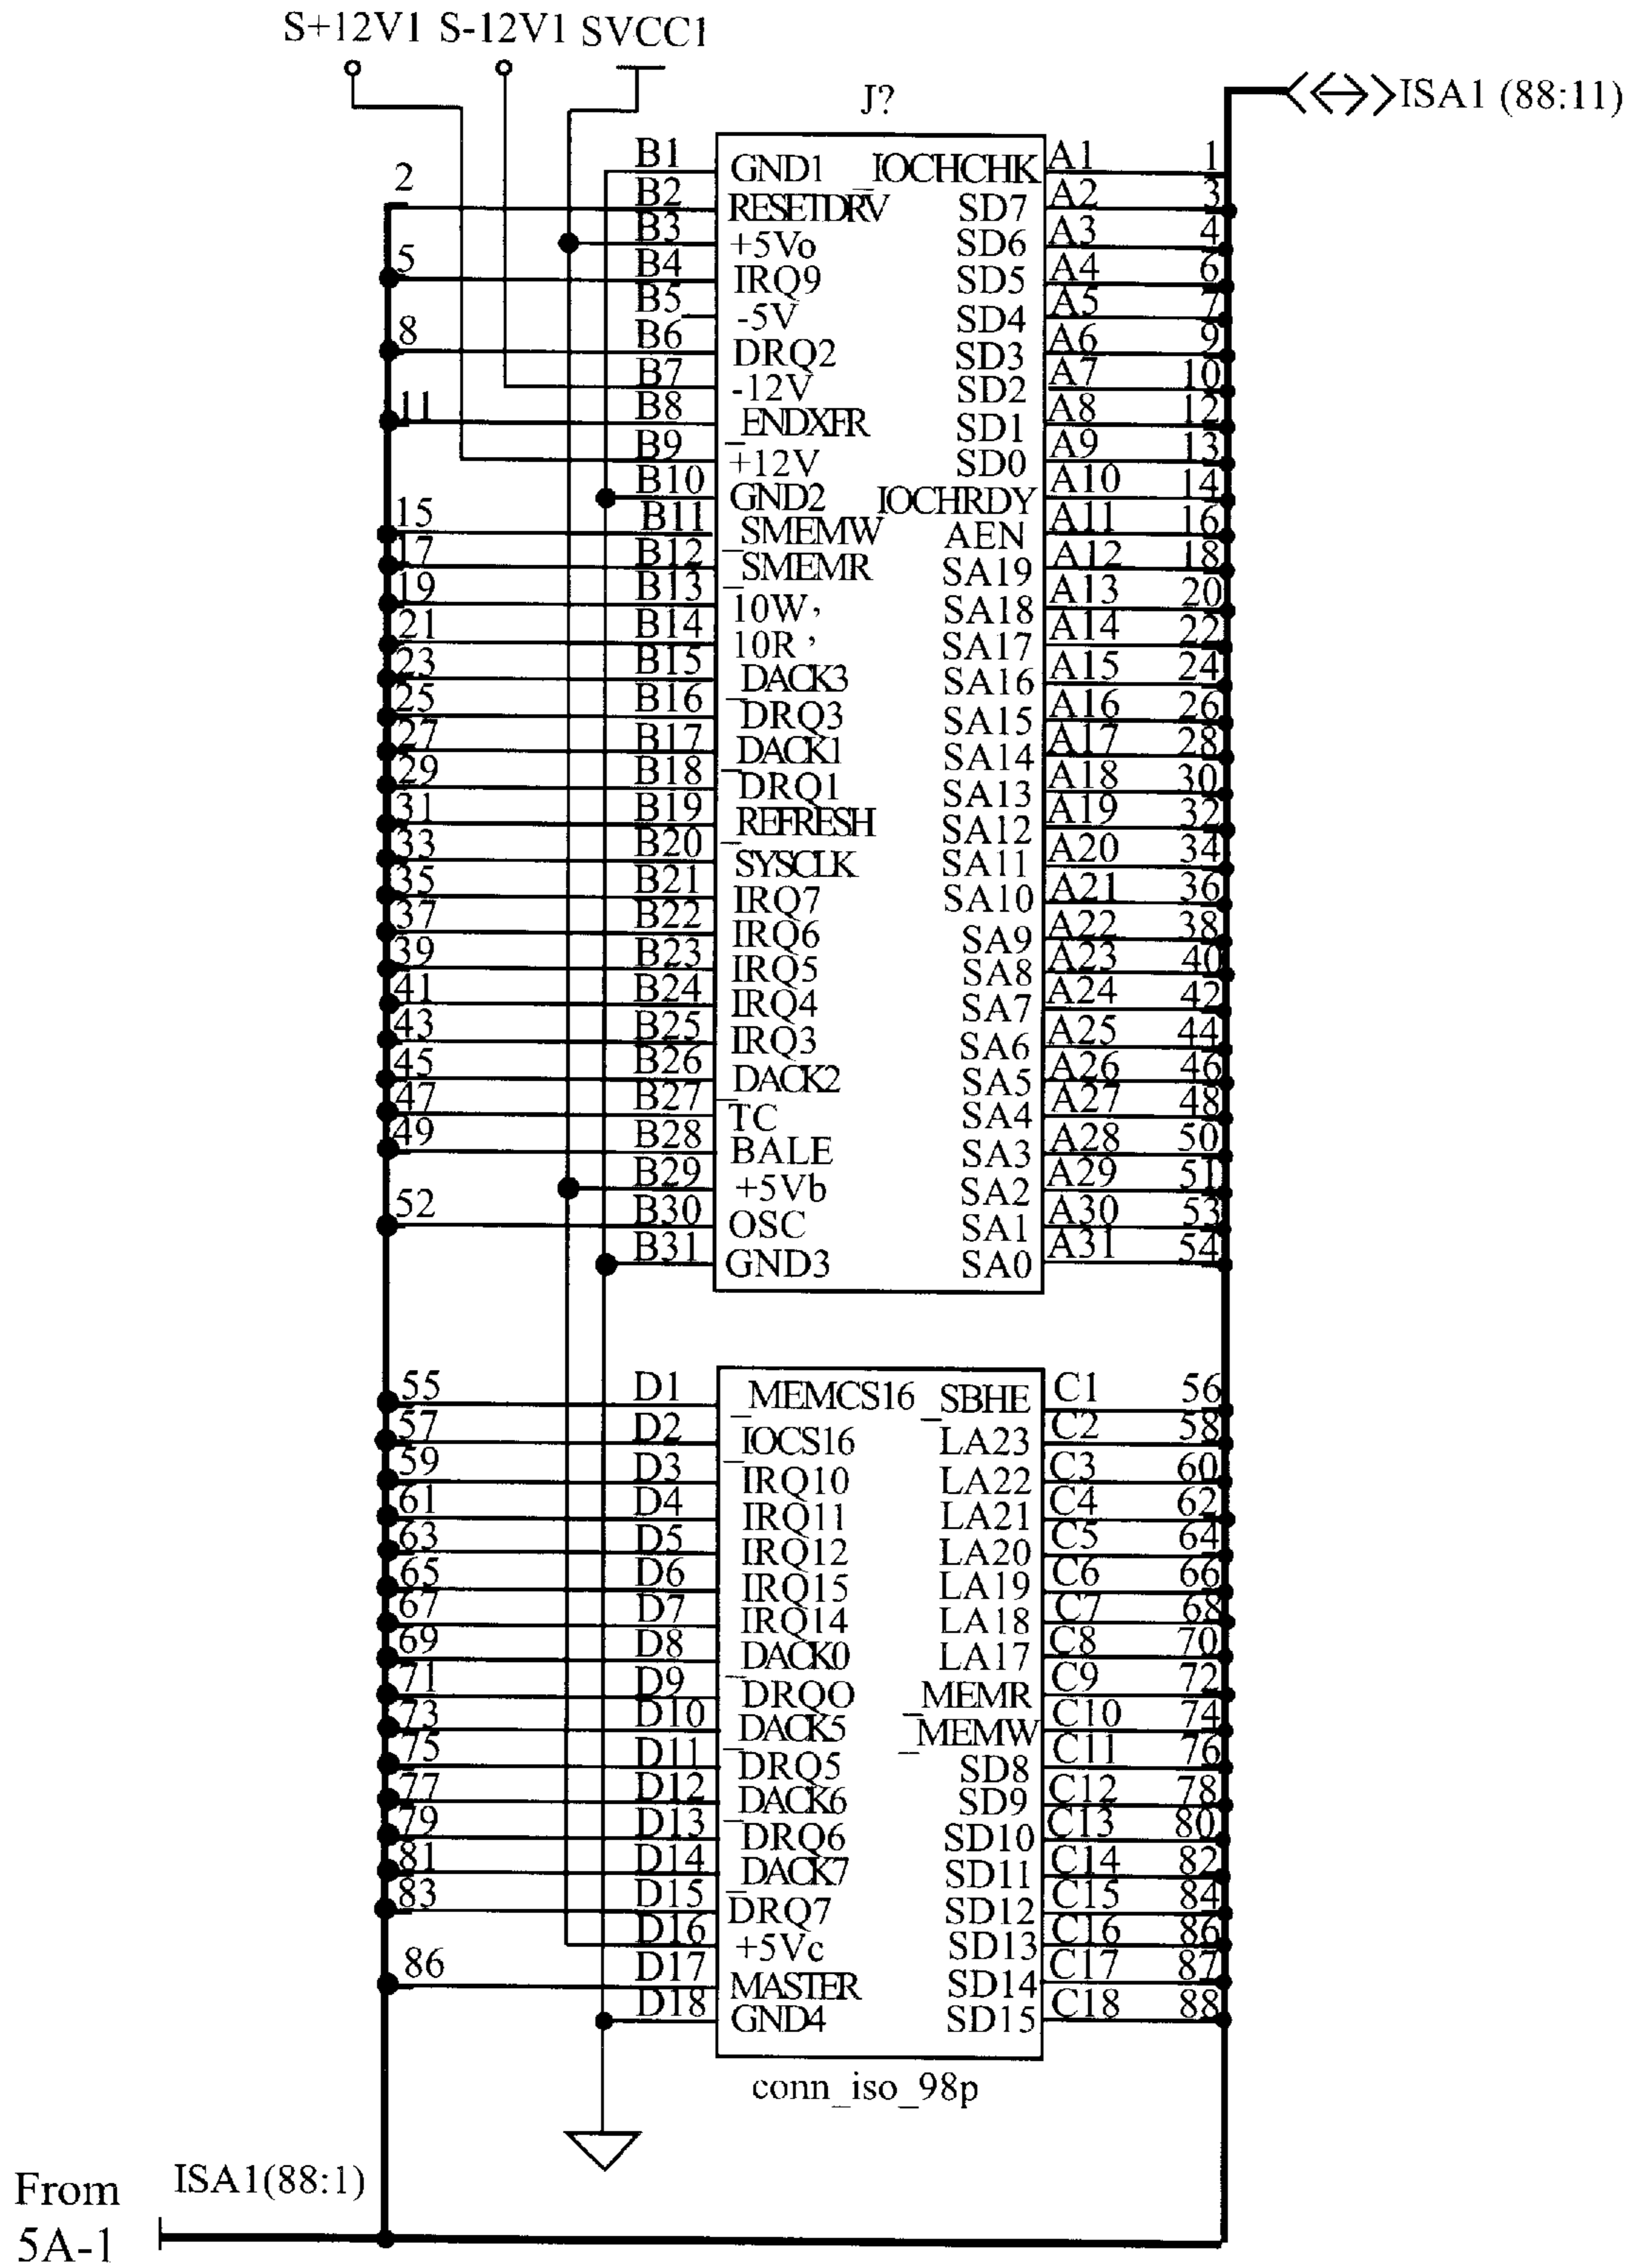 S+12V1 S-12V1 SVCC1
J?
ISA1 (88:11)
B1 GND1 _IOCHCHK A1 1
2 B2 RESETDRV SD7 A2 3
B3 +5Vo SD6 A3 4
5 B4 IRQ9 SD5 A4 6
B5 -5V SD4 A5 7
8 B6 DRQ2 SD3 A6 9
B7 -12V SD2 A7 10
11 B8 _ENDXFR SD1 A8 12
B9 +12V SD0 A9 13
B10 GND2 IOCHRDY A10 14
15 B11 _SMEMW AEN A11 16
17 B12 _SMEMR SA19 A12 18
19 B13 10W, SA18 A13 20
21 B14 10R, SA17 A14 22
23 B15 _DACK3 SA16 A15 24
25 B16 DRQ3 SA15 A16 26
27 B17 _DACK1 SA14 A17 28
29 B18 DRQ1 SA13 A18 30
31 B19 _REFRESH SA12 A19 32
33 B20 SYSCLK SA11 A20 34
35 B21 IRQ7 SA10 A21 36
37 B22 IRQ6 SA9 A22 38
39 B23 IRQ5 SA8 A23 40
41 B24 IRQ4 SA7 A24 42
43 B25 IRQ3 SA6 A25 44
45 B26 _DACK2 SA5 A26 46
47 B27 TC SA4 A27 48
49 B28 BALE SA3 A28 50
B29 +5Vb SA2 A29 51
52 B30 OSC SA1 A30 53
B31 GND3 SA0 A31 54
55 D1 _MEMCS16 _SBHE C1 56
57 D2 _IOCS16 LA23 C2 58
59 D3 IRQ10 LA22 C3 60
61 D4 IRQ11 LA21 C4 62
63 D5 IRQ12 LA20 C5 64
65 D6 IRQ15 LA19 C6 66
67 D7 IRQ14 LA18 C7 68
69 D8 _DACK0 LA17 C8 70
71 D9 DRQO _MEMR C9 72
73 D10 _DACK5 _MEMW C10 74
75 D11 DRQ5 SD8 C11 76
77 D12 _DACK6 SD9 C12 78
79 D13 DRQ6 SD10 C13 80
81 D14 _DACK7 SD11 C14 82
83 D15 DRQ7 SD12 C15 84
D16 +5Vc SD13 C16 86
86 D17 MASTER SD14 C17 87
D18 GND4 SD15 C18 88
conn_iso_98p
ISA1(88:1)
From
5A-1